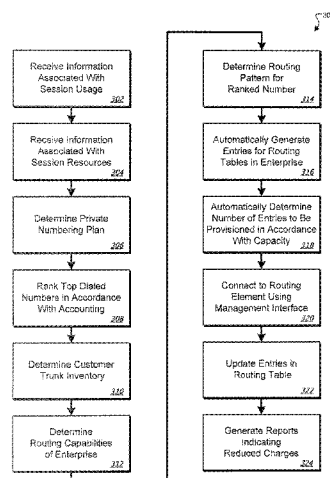 Receive Information
Associated With
Session Usage
302
Receive Information
Associated With
Session Resources
304
Determine Private
Numbering Plan
306
Rank Top Dialed
Numbers in Accordance
With Accounting
308
Determine Customer
Trunk Inventory
310
Determine
Routing Capabilities
of Enterprise
312
Determine Routing
Pattern for
Ranked Number
314
Automatically Generate
Entries for Routing
Tables in Enterprise
316
Automatically Determine
Number of Entries to Be
Provisioned in Accordance
With Capacity
318
Connect to Routing
Element Using
Management Interface
320
Update Entries in
Routing Table
322
Generate Reports
Indicating
Reduced Charges
324